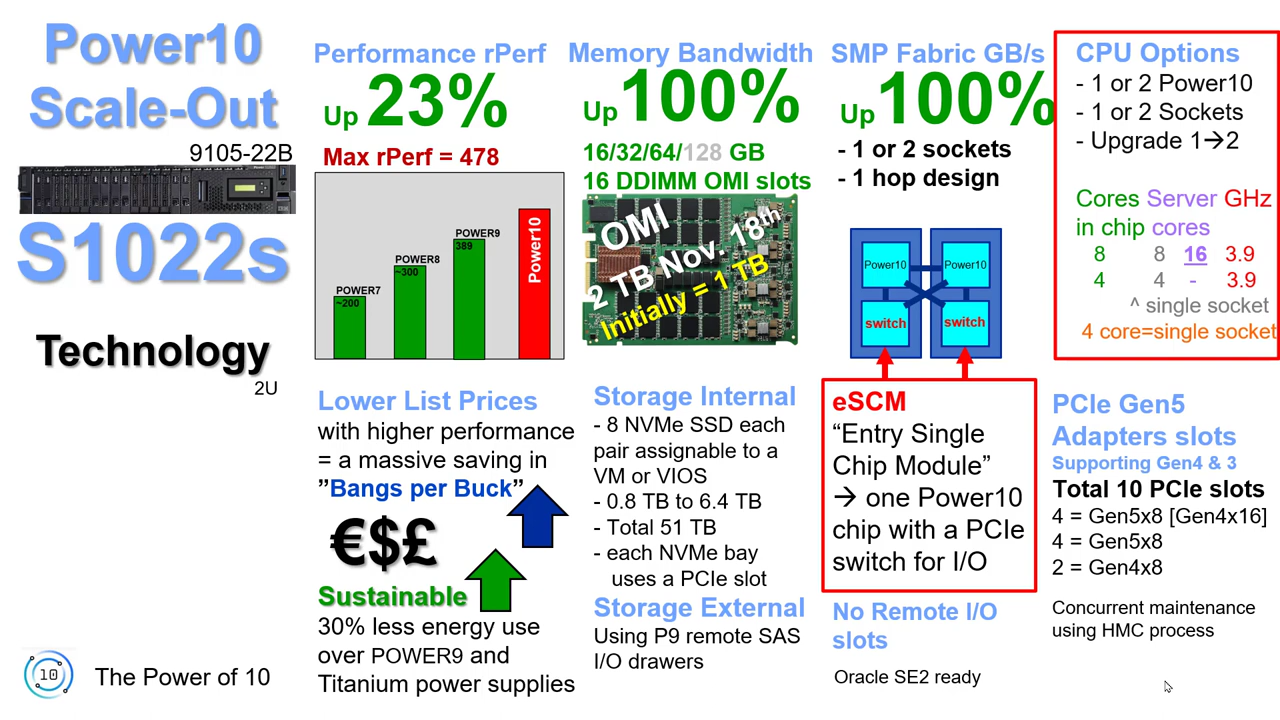 Power10
Scale-Out
9105-22B
S1022s
Technology
2U
10
The Power of 10
Performance rPerf
Up 23%
Max rPerf = 478
POWER7
~200
POWER8
~300
POWER9
389
Power10
Memory Bandwidth
Up 100%
16/32/64/128 GB
16 DDIMM OMI slots
OMI
2 TB Nov. 18th
Initially = 1 TB
SMP Fabric GB/s
Up 100%
- 1 or 2 sockets
- 1 hop design
Power10
Power10
switch
switch
CPU Options
- 1 or 2 Power10
- 1 or 2 Sockets
- Upgrade 1→2
Cores Server GHz
in chip cores
8 8 16 3.9
4 4 - 3.9
^ single socket
4 core=single socket
Lower List Prices
with higher performance
= a massive saving in
”Bangs per Buck”
€$£
Sustainable
30% less energy use
over POWER9 and
Titanium power supplies
Storage Internal
- 8 NVMe SSD each
pair assignable to a
VM or VIOS
- 0.8 TB to 6.4 TB
- Total 51 TB
- each NVMe bay
uses a PCIe slot
Storage External
Using P9 remote SAS
I/O drawers
eSCM
“Entry Single
Chip Module”
→ one Power10
chip with a PCIe
switch for I/O
No Remote I/O
slots
Oracle SE2 ready
PCIe Gen5
Adapters slots
Supporting Gen4 & 3
Total 10 PCIe slots
4 = Gen5x8 [Gen4x16]
4 = Gen5x8
2 = Gen4x8
Concurrent maintenance
using HMC process